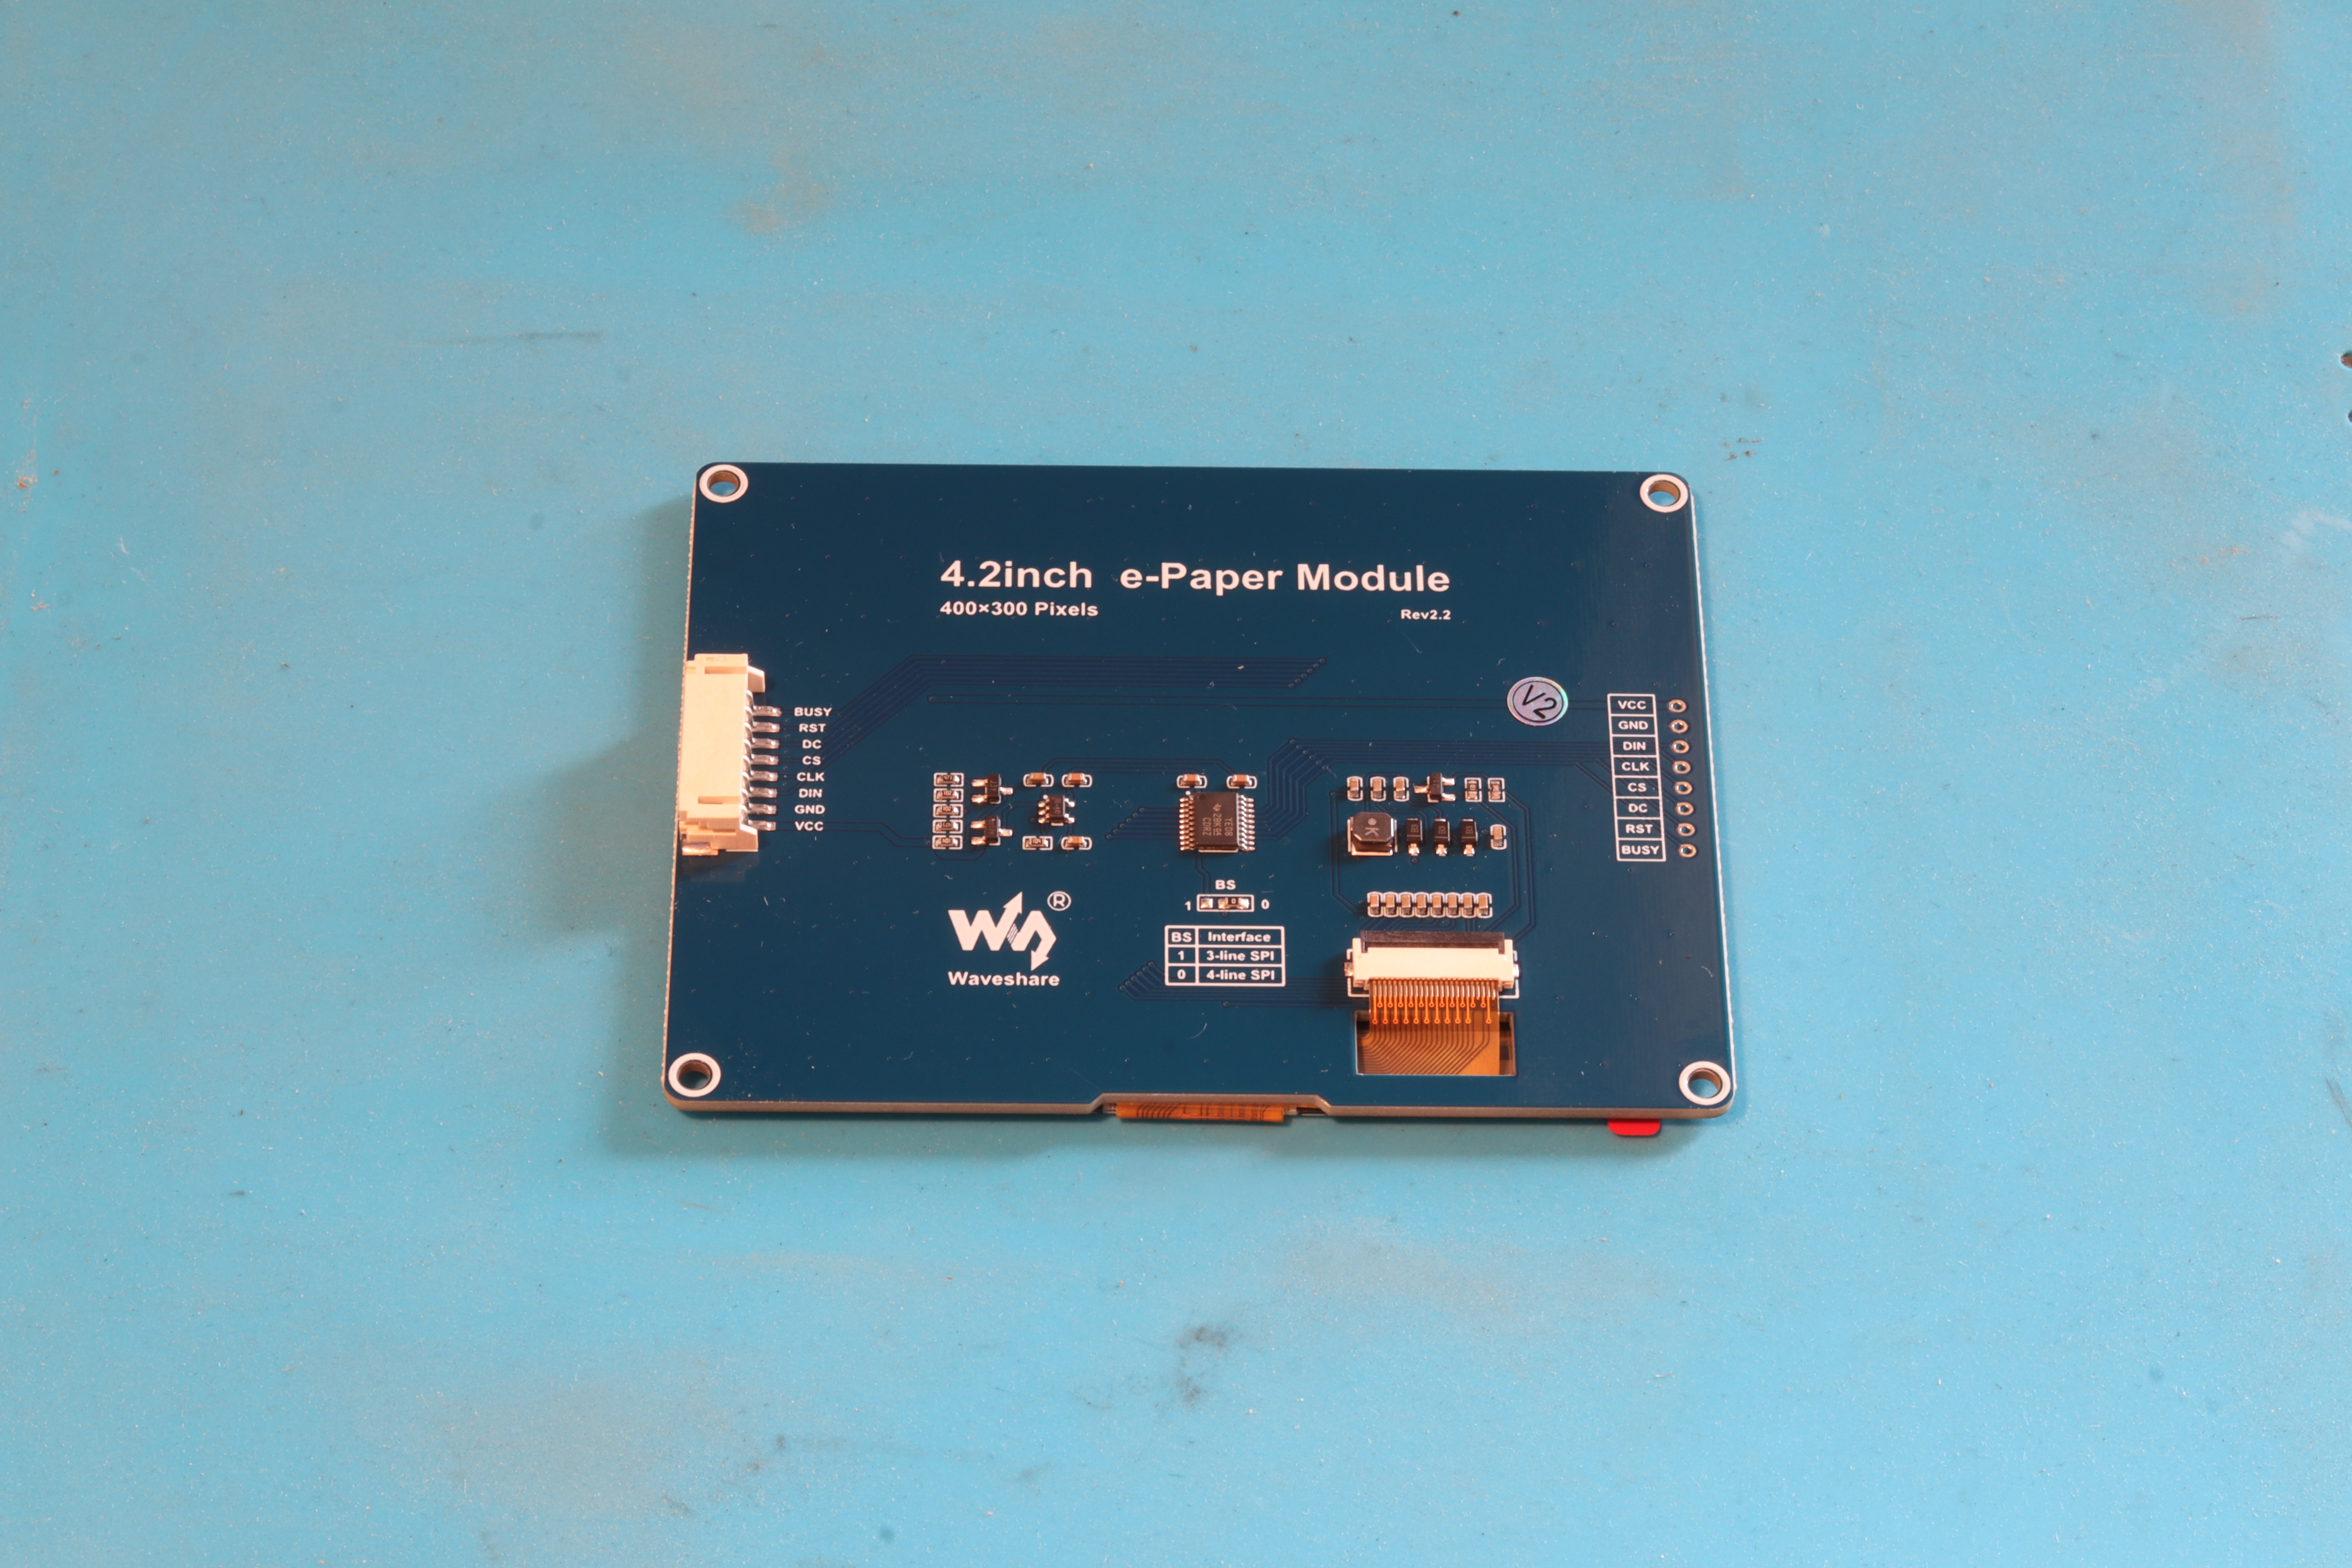 4.2inch e-Paper Module
400×300 Pixels
Rev2.2
V2
BUSY
RST
DC
CS
CLK
DIN
GND
VCC
VCC
GND
DIN
CLK
CS
DC
RST
BUSY
K
BS
1 0
BS Interface
1 3-line SPI
0 4-line SPI
®
Waveshare